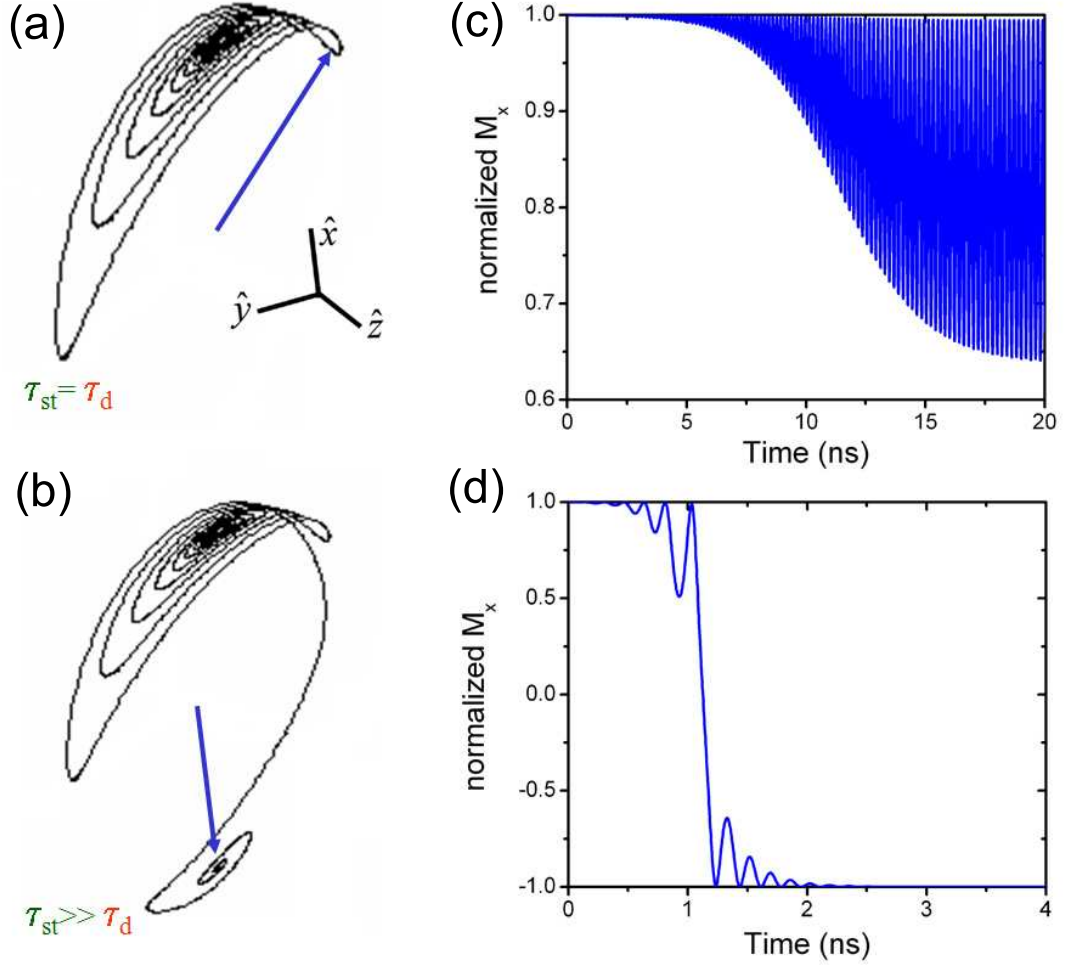 (a)
x̂
ŷ
ẑ
τst= τd
(b)
τst>> τd
(c)
normalized Mx
1.0
0.9
0.8
0.7
0.6
0 5 10 15 20
Time (ns)
(d)
normalized Mx
1.0
0.5
0.0
-0.5
-1.0
0 1 2 3 4
Time (ns)